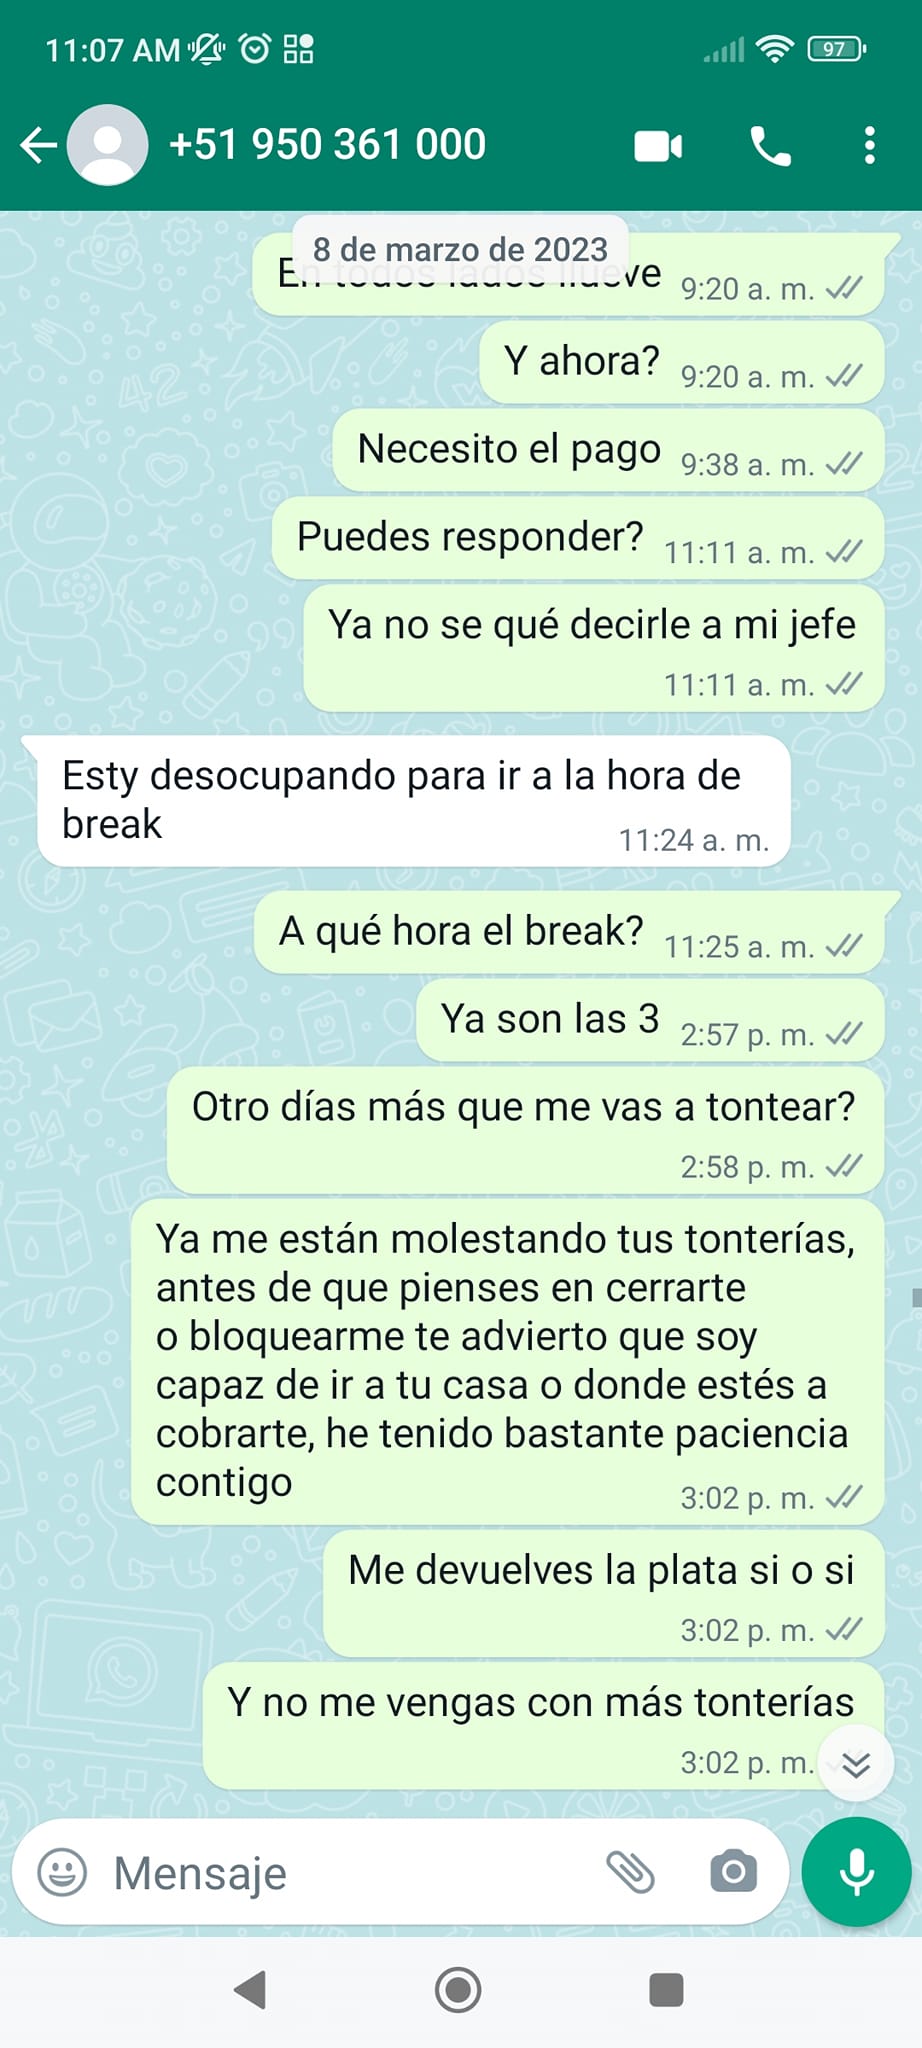 11:07 AM
97
+51 950 361 000
8 de marzo de 2023
En todos lados llueve 9:20 a. m.
Y ahora? 9:20 a. m.
Necesito el pago 9:38 a. m.
Puedes responder? 11:11 a. m.
Ya no se qué decirle a mi jefe
11:11 a. m.
Esty desocupando para ir a la hora de
break
11:24 a. m.
A qué hora el break? 11:25 a. m.
Ya son las 3 2:57 p. m.
Otro días más que me vas a tontear?
2:58 p. m.
Ya me están molestando tus tonterías,
antes de que pienses en cerrarte
o bloquearme te advierto que soy
capaz de ir a tu casa o donde estés a
cobrarte, he tenido bastante paciencia
contigo
3:02 p. m.
Me devuelves la plata si o si
3:02 p. m.
Y no me vengas con más tonterías
3:02 p. m.
Mensaje